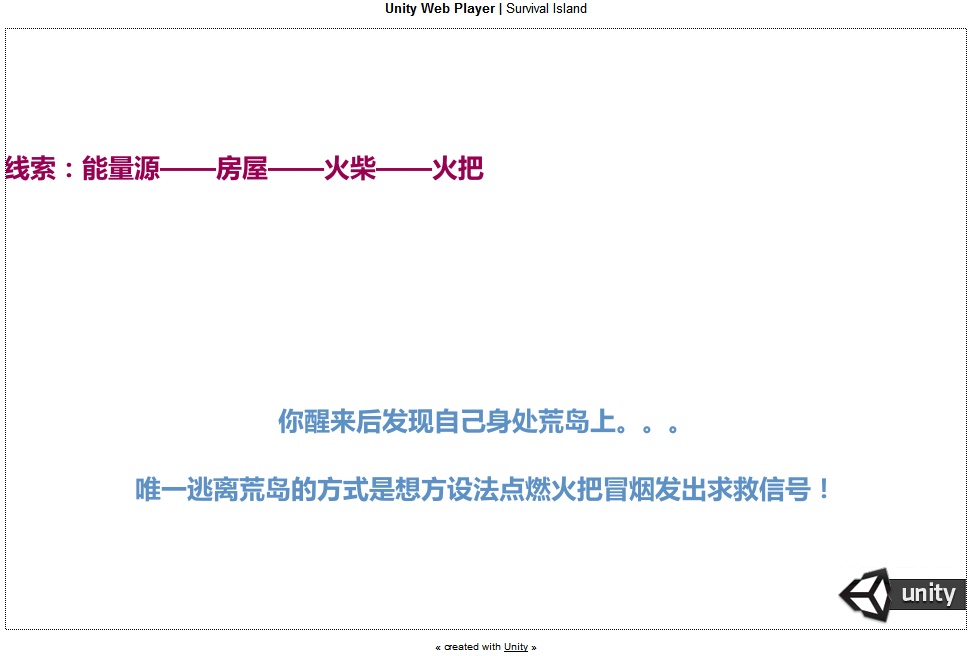 Unity Web Player | Survival Island
线索：能量源——房屋——火柴——火把
你醒来后发现自己身处荒岛上。。。
唯一逃离荒岛的方式是想方设法点燃火把冒烟发出求救信号！
unity
« created with Unity »